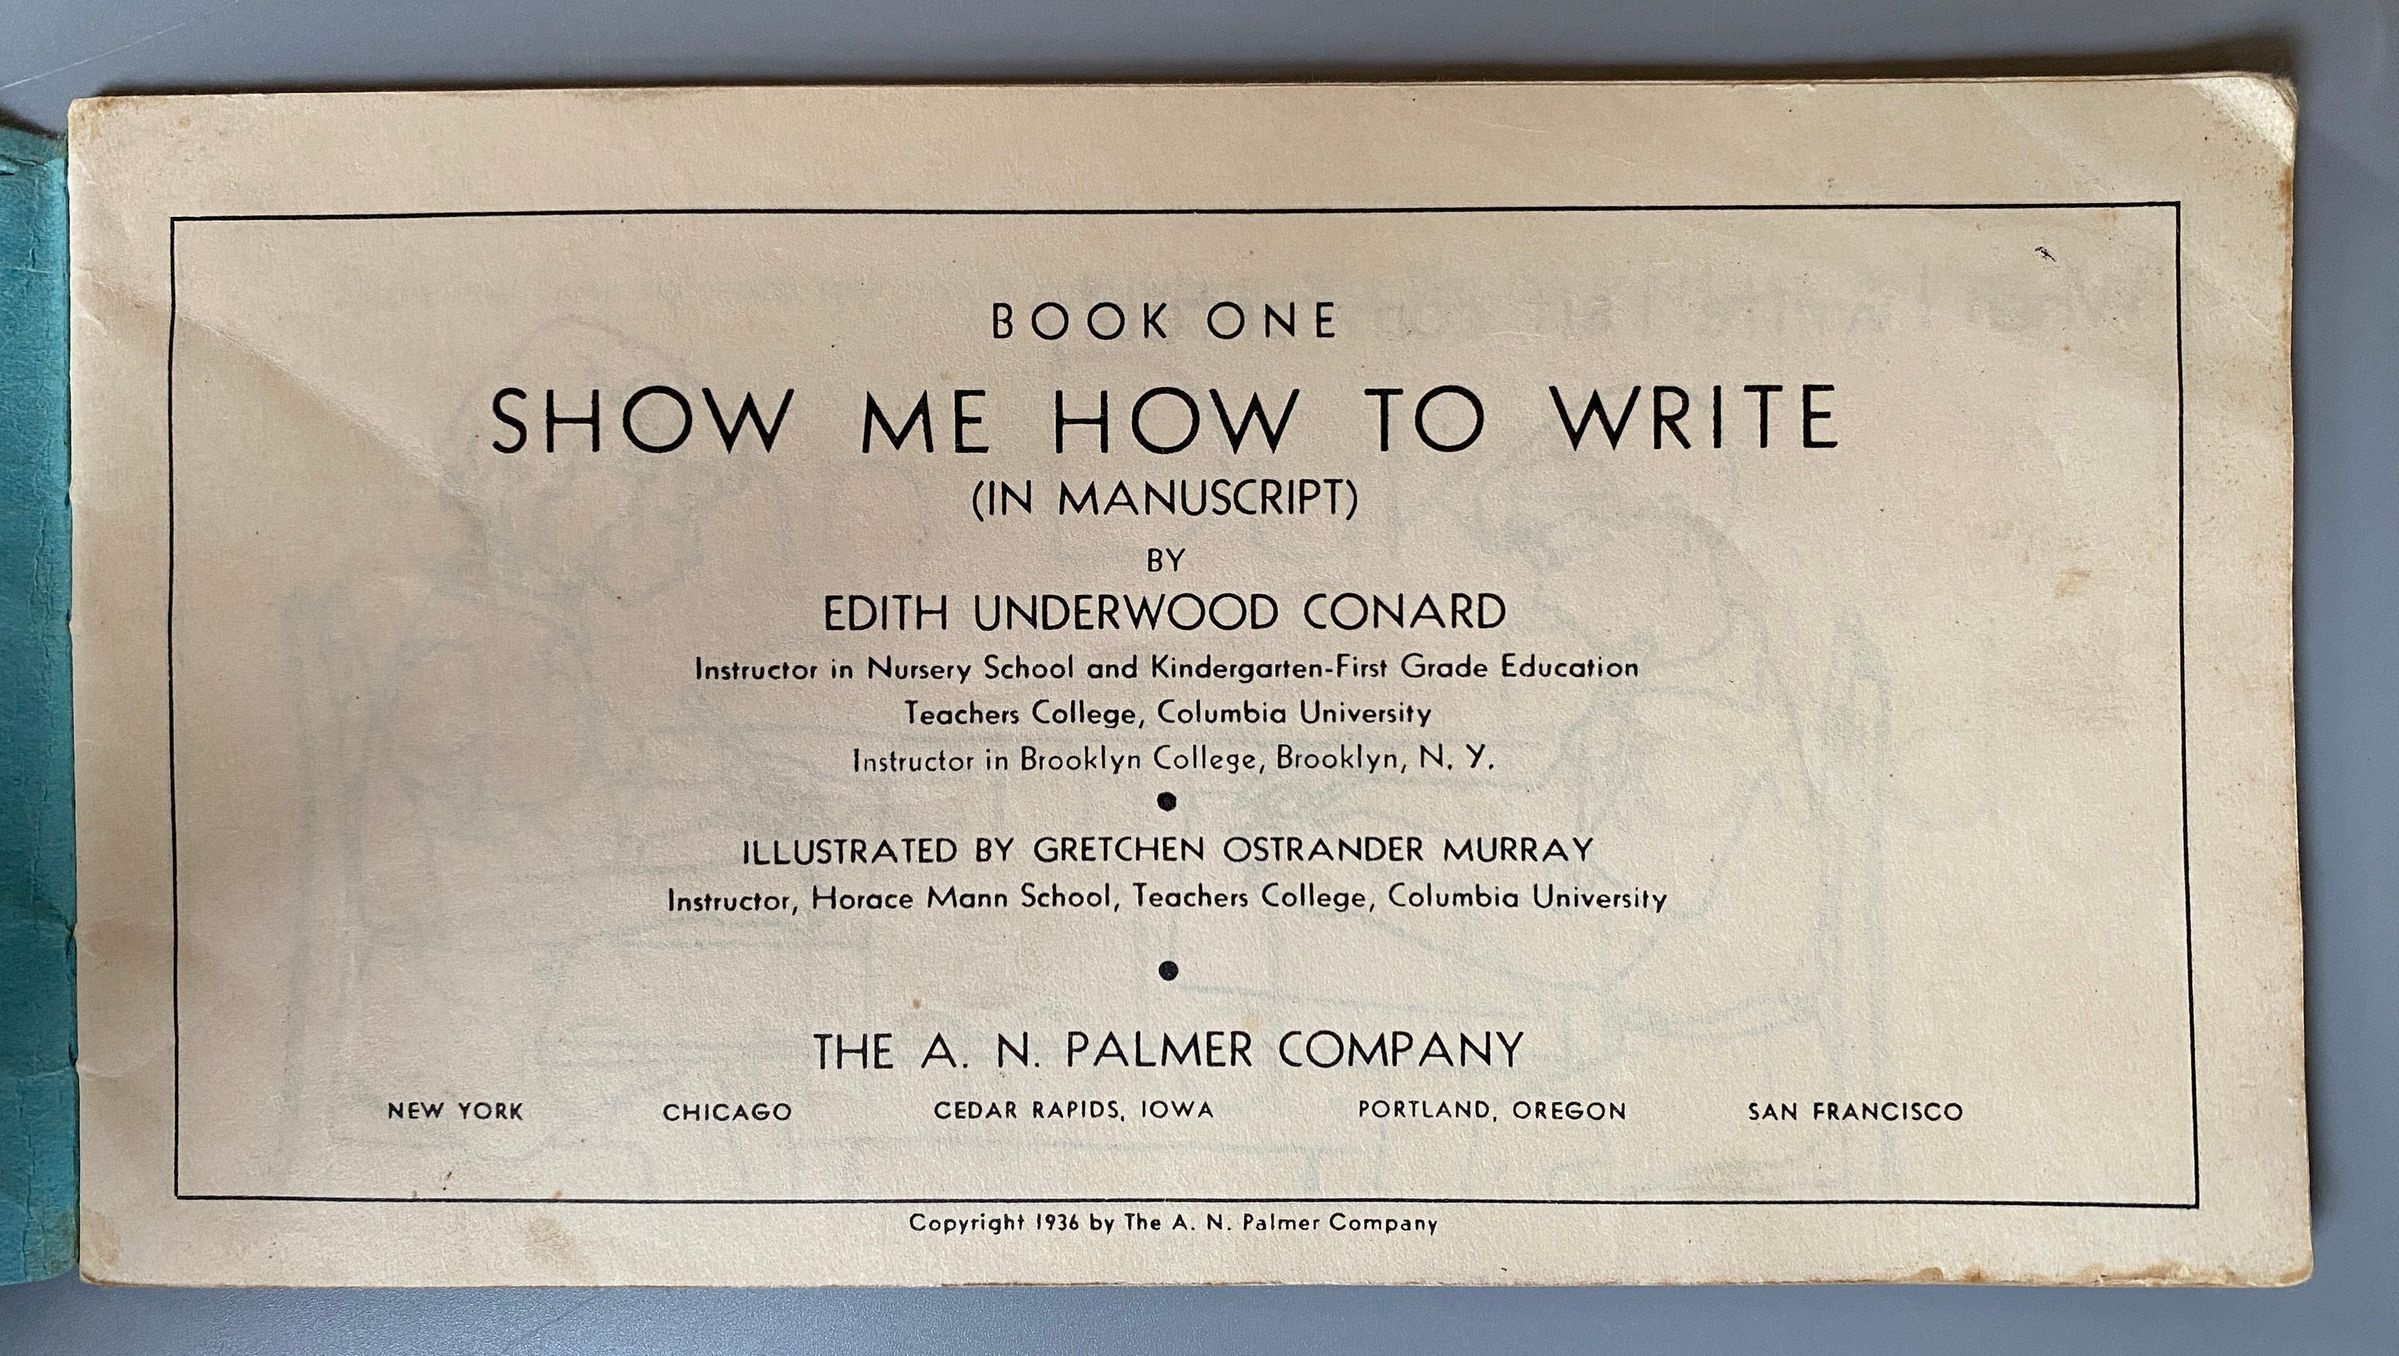 BOOK ONE
SHOW ME HOW TO WRITE
(IN MANUSCRIPT)
BY
EDITH UNDERWOOD CONARD
Instructor in Nursery School and Kindergarten-First Grade Education
Teachers College, Columbia University
Instructor in Brooklyn College, Brooklyn, N. Y.
●
ILLUSTRATED BY GRETCHEN OSTRANDER MURRAY
Instructor, Horace Mann School, Teachers College, Columbia University
●
THE A. N. PALMER COMPANY
NEW YORK CHICAGO CEDAR RAPIDS, IOWA PORTLAND, OREGON SAN FRANCISCO
Copyright 1936 by The A. N. Palmer Company